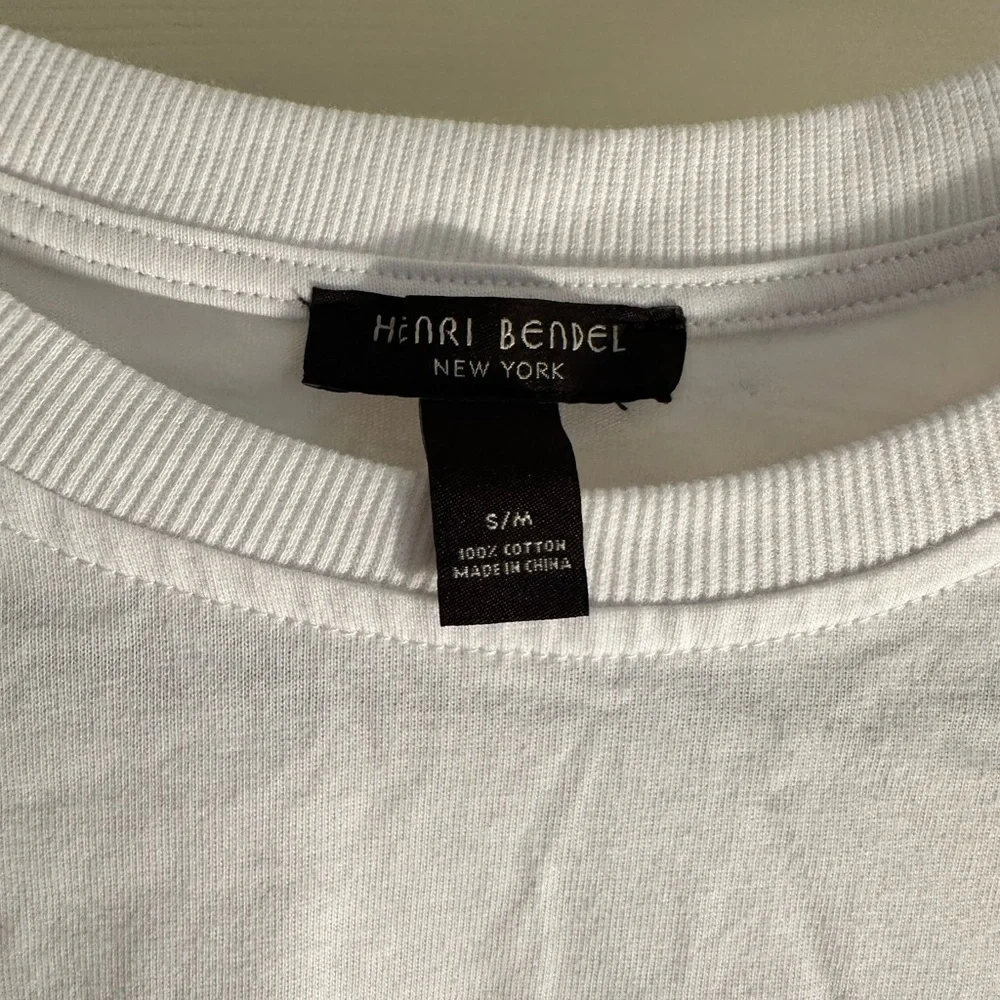 HENRI BENDEL
NEW YORK
S/M
100% COTTON
MADE IN CHINA